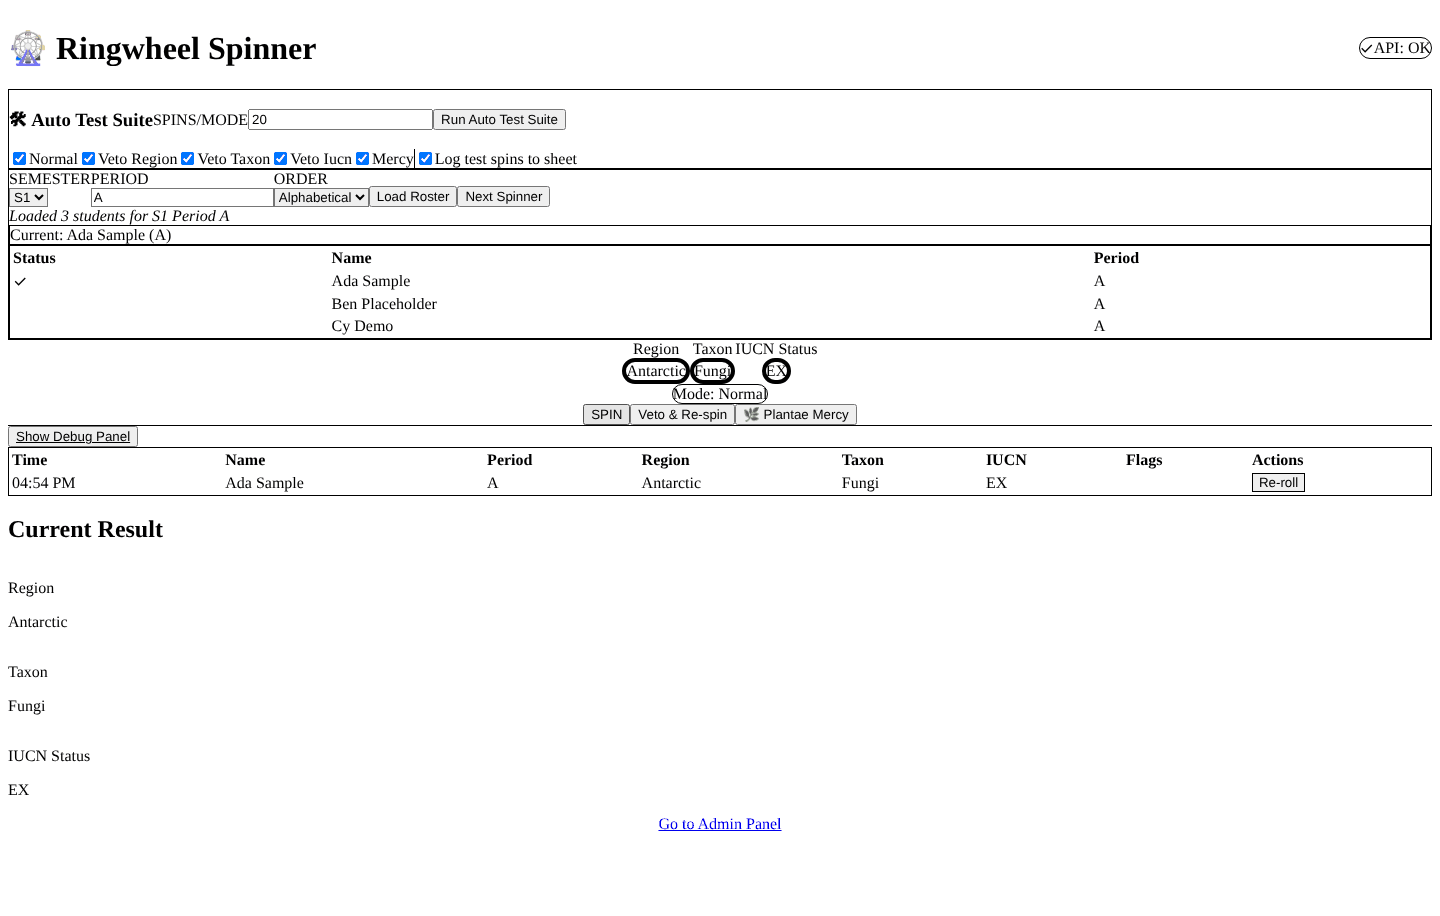 Ringwheel Spinner
✓API: OK
🛠 Auto Test Suite SPINS/MODE 20 Run Auto Test Suite
Normal Veto Region Veto Taxon Veto Iucn Mercy Log test spins to sheet
SEMESTER PERIOD ORDER
S1 A Alphabetical Load Roster Next Spinner
Loaded 3 students for S1 Period A
Current: Ada Sample (A)
Status Name Period
✓ Ada Sample A
Ben Placeholder A
Cy Demo A
Region Taxon IUCN Status
Antarctic Fungi EX
Mode: Normal
SPIN Veto & Re-spin 🌿 Plantae Mercy
Show Debug Panel
Time Name Period Region Taxon IUCN Flags Actions
04:54 PM Ada Sample A Antarctic Fungi EX Re-roll
Current Result
Region
Antarctic
Taxon
Fungi
IUCN Status
EX
Go to Admin Panel